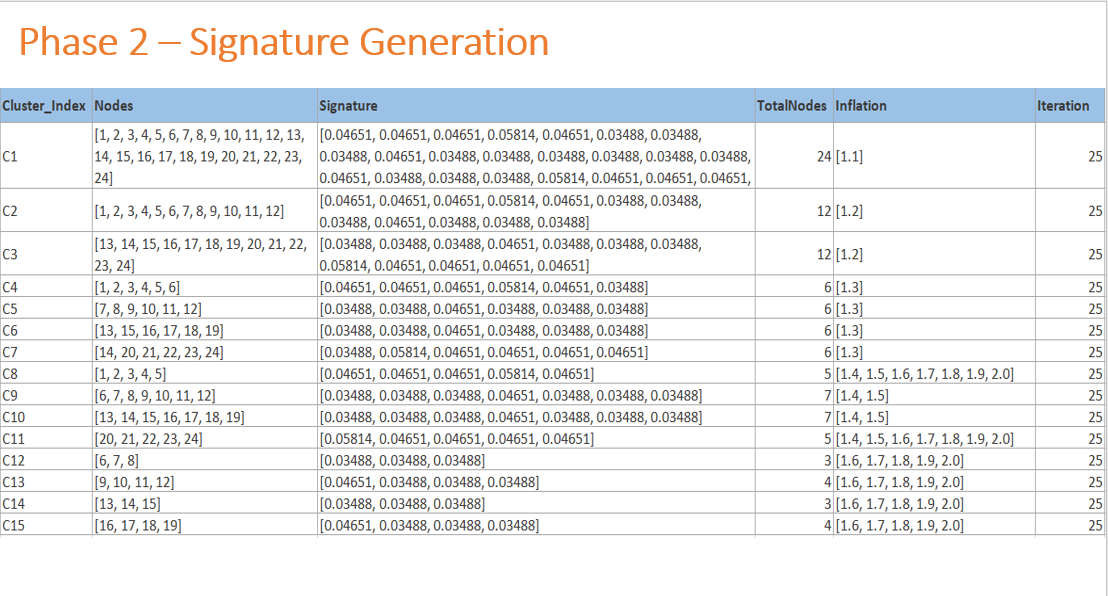 Phase 2 – Signature Generation
Cluster_Index Nodes Signature TotalNodes Inflation Iteration
C1 [1, 2, 3, 4, 5, 6, 7, 8, 9, 10, 11, 12, 13, 14, 15, 16, 17, 18, 19, 20, 21, 22, 23, 24] [0.04651, 0.04651, 0.04651, 0.05814, 0.04651, 0.03488, 0.03488, 0.03488, 0.04651, 0.03488, 0.03488, 0.03488, 0.03488, 0.03488, 0.03488, 0.04651, 0.03488, 0.03488, 0.03488, 0.05814, 0.04651, 0.04651, 0.04651, 24 [1.1] 25
C2 [1, 2, 3, 4, 5, 6, 7, 8, 9, 10, 11, 12] [0.04651, 0.04651, 0.04651, 0.05814, 0.04651, 0.03488, 0.03488, 0.03488, 0.04651, 0.03488, 0.03488, 0.03488] 12 [1.2] 25
C3 [13, 14, 15, 16, 17, 18, 19, 20, 21, 22, 23, 24] [0.03488, 0.03488, 0.03488, 0.04651, 0.03488, 0.03488, 0.03488, 0.05814, 0.04651, 0.04651, 0.04651, 0.04651] 12 [1.2] 25
C4 [1, 2, 3, 4, 5, 6] [0.04651, 0.04651, 0.04651, 0.05814, 0.04651, 0.03488] 6 [1.3] 25
C5 [7, 8, 9, 10, 11, 12] [0.03488, 0.03488, 0.04651, 0.03488, 0.03488, 0.03488] 6 [1.3] 25
C6 [13, 15, 16, 17, 18, 19] [0.03488, 0.03488, 0.04651, 0.03488, 0.03488, 0.03488] 6 [1.3] 25
C7 [14, 20, 21, 22, 23, 24] [0.03488, 0.05814, 0.04651, 0.04651, 0.04651, 0.04651] 6 [1.3] 25
C8 [1, 2, 3, 4, 5] [0.04651, 0.04651, 0.04651, 0.05814, 0.04651] 5 [1.4, 1.5, 1.6, 1.7, 1.8, 1.9, 2.0] 25
C9 [6, 7, 8, 9, 10, 11, 12] [0.03488, 0.03488, 0.03488, 0.04651, 0.03488, 0.03488, 0.03488] 7 [1.4, 1.5] 25
C10 [13, 14, 15, 16, 17, 18, 19] [0.03488, 0.03488, 0.03488, 0.04651, 0.03488, 0.03488, 0.03488] 7 [1.4, 1.5] 25
C11 [20, 21, 22, 23, 24] [0.05814, 0.04651, 0.04651, 0.04651, 0.04651] 5 [1.4, 1.5, 1.6, 1.7, 1.8, 1.9, 2.0] 25
C12 [6, 7, 8] [0.03488, 0.03488, 0.03488] 3 [1.6, 1.7, 1.8, 1.9, 2.0] 25
C13 [9, 10, 11, 12] [0.04651, 0.03488, 0.03488, 0.03488] 4 [1.6, 1.7, 1.8, 1.9, 2.0] 25
C14 [13, 14, 15] [0.03488, 0.03488, 0.03488] 3 [1.6, 1.7, 1.8, 1.9, 2.0] 25
C15 [16, 17, 18, 19] [0.04651, 0.03488, 0.03488, 0.03488] 4 [1.6, 1.7, 1.8, 1.9, 2.0] 25